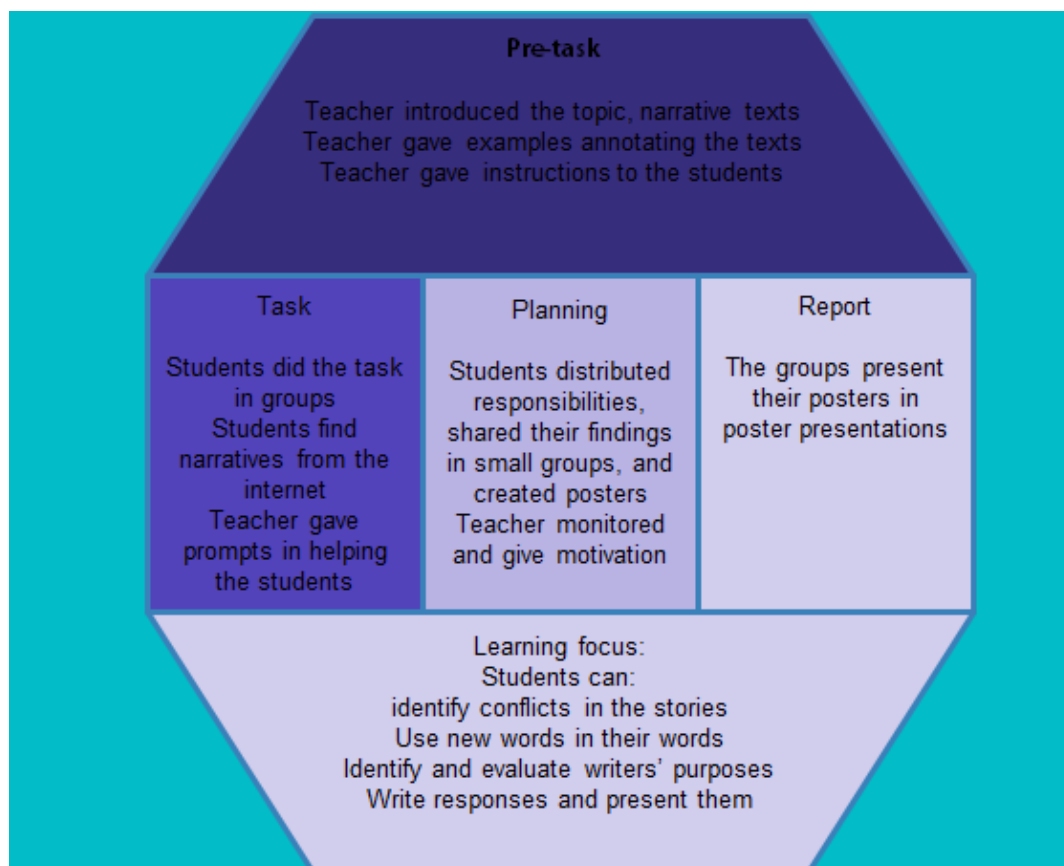 Pre-task
Teacher introduced the topic, narrative texts
Teacher gave examples annotating the texts
Teacher gave instructions to the students
Task
Students did the task
in groups
Students find
narratives from the
internet
Teacher gave
prompts in helping
the students
Planning
Students distributed
responsibilities,
shared their findings
in small groups, and
created posters
Teacher monitored
and give motivation
Report
The groups present
their posters in
poster presentations
Learning focus:
Students can:
identify conflicts in the stories
Use new words in their words
Identify and evaluate writers’ purposes
Write responses and present them